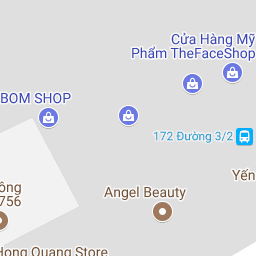 Cửa Hàng Mỹ
Phẩm TheFaceShop
BOM SHOP
172 Đường 3/2
Yến
ông
756
Angel Beauty
Hong Quang Store